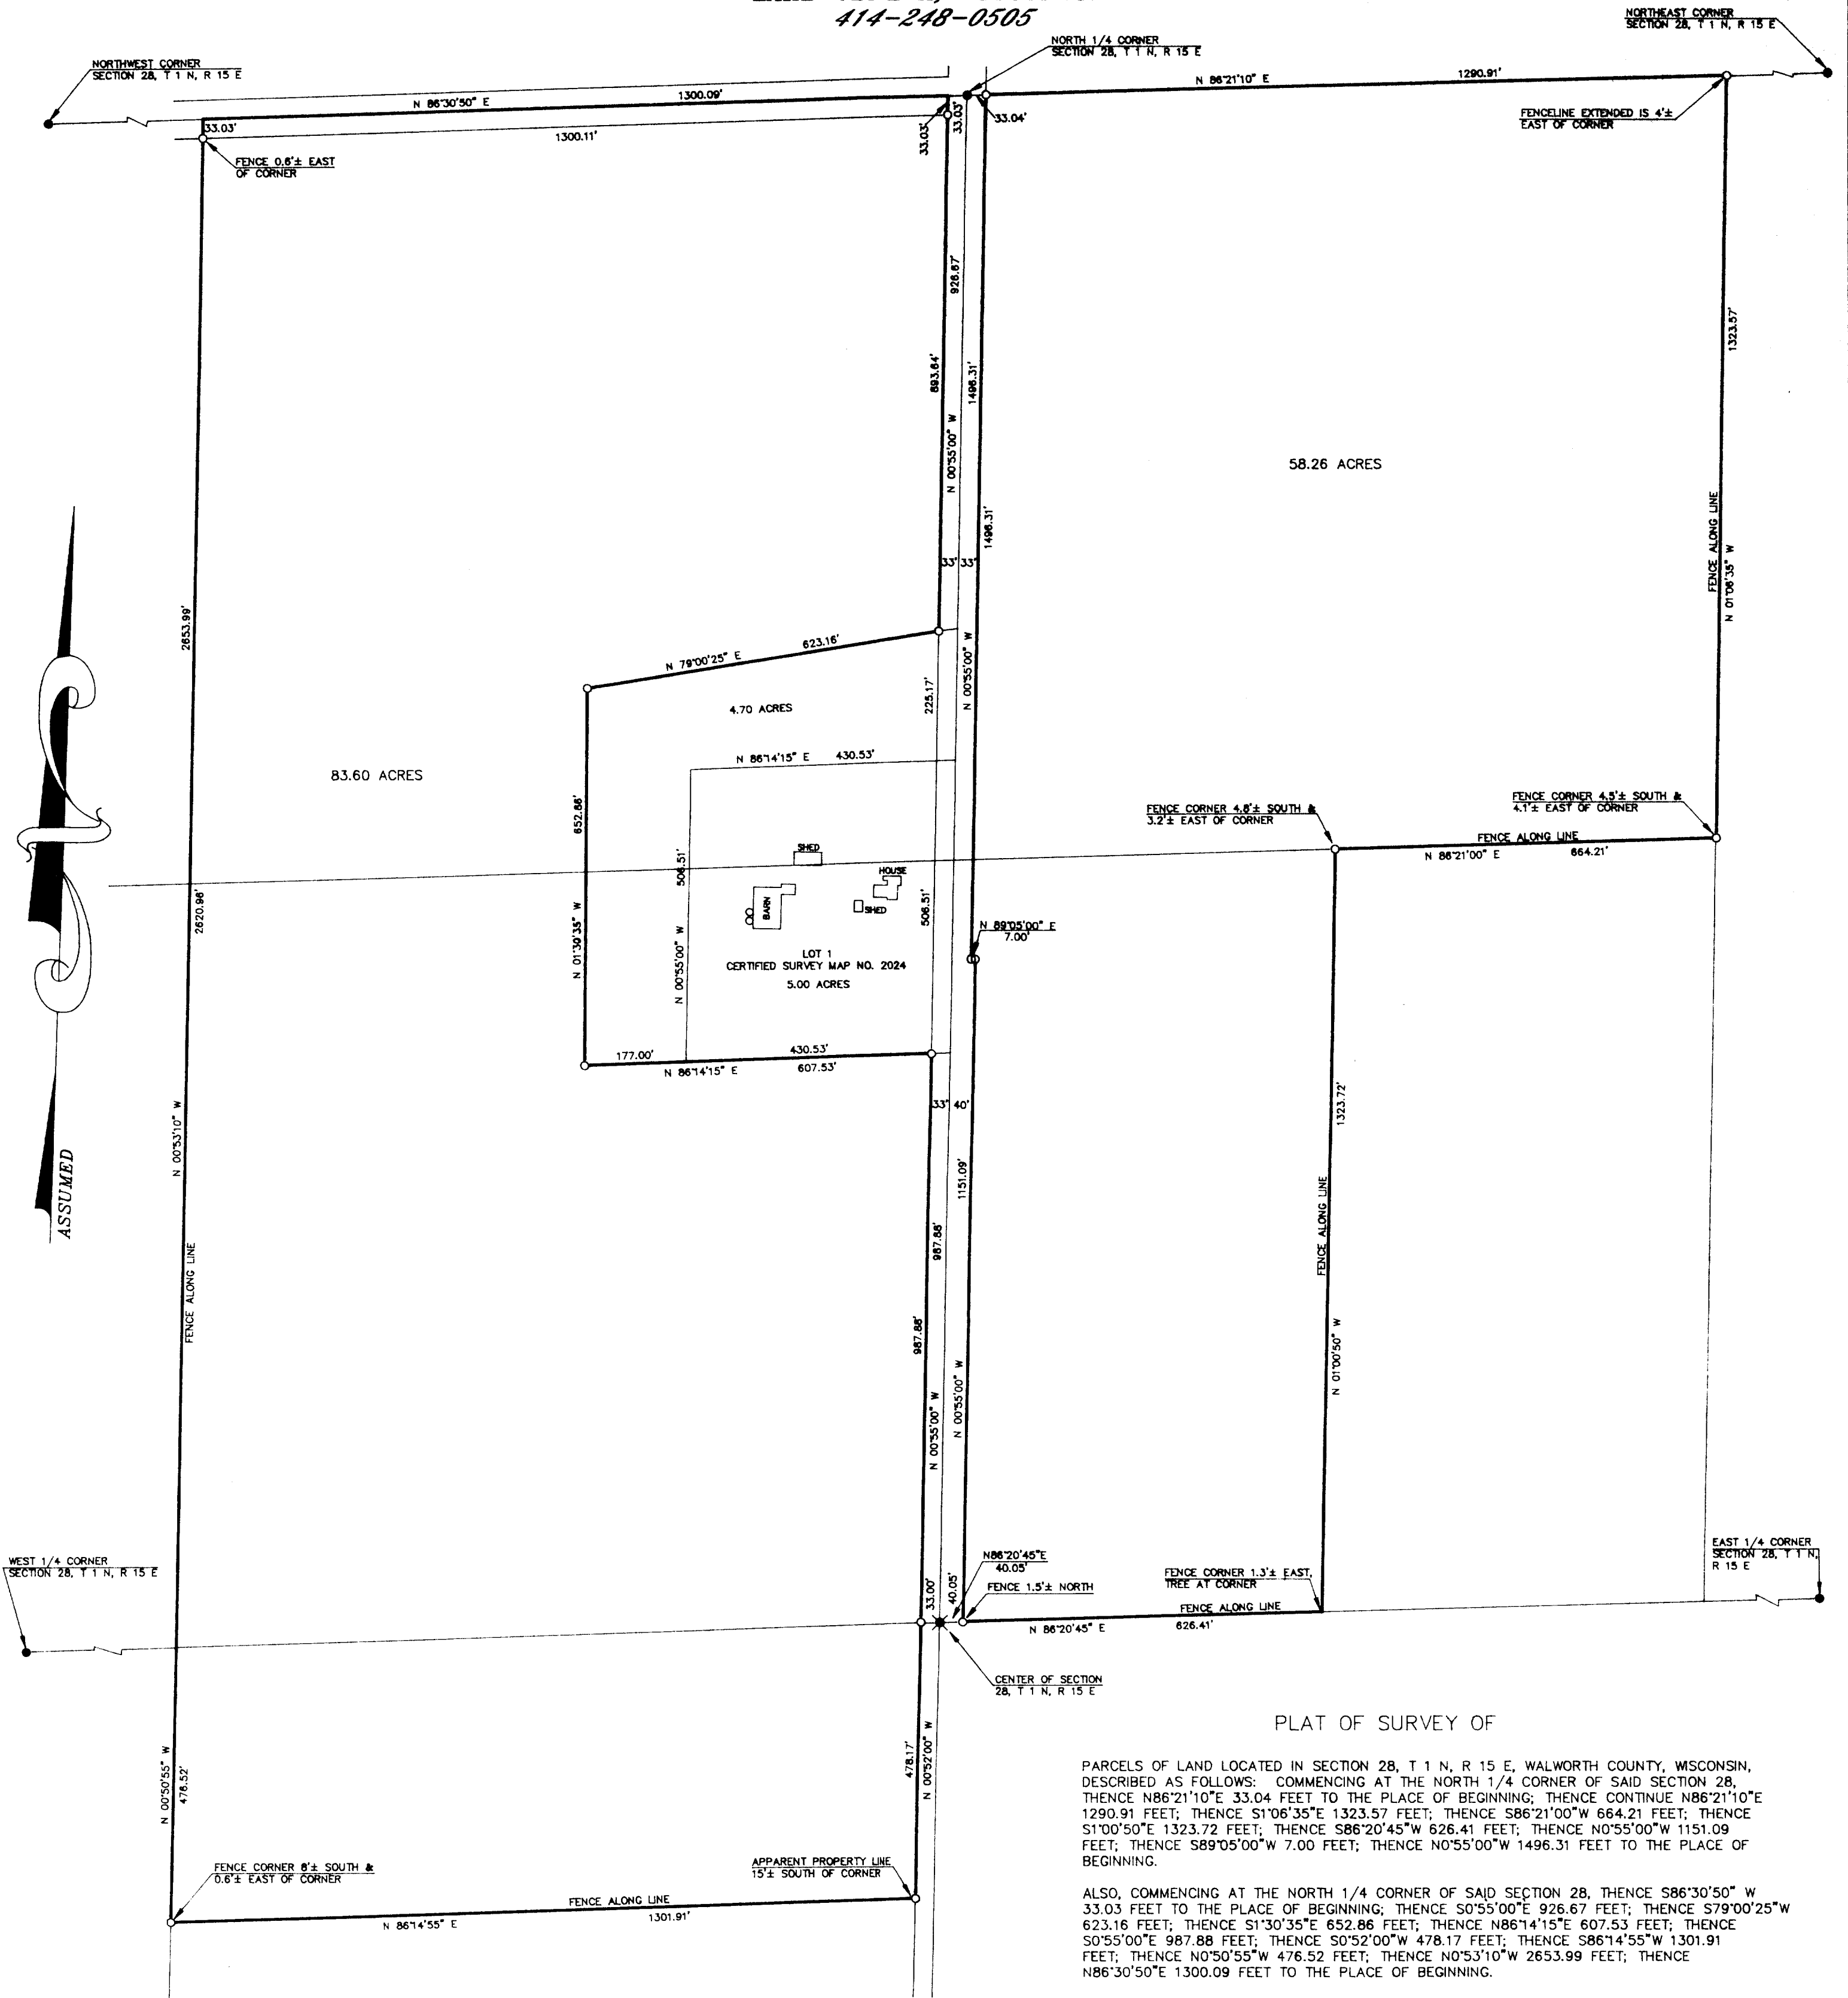 414-248-0505
NORTHEAST CORNER
SECTION 28, T 1 N, R 15 E
NORTH 1/4 CORNER
SECTION 28, T 1 N, R 15 E
NORTHWEST CORNER
SECTION 28, T 1 N, R 15 E
N 86°30'50" E 1300.09'
N 86°21'10" E 1290.91'
33.03'
1300.11'
33.03'
33.03'
33.04'
FENCELINE EXTENDED IS 4'±
EAST OF CORNER
FENCE 0.6'± EAST
OF CORNER
926.67'
893.64'
N 00°55'00" W
1496.31'
1496.31'
1323.57'
58.26 ACRES
FENCE ALONG LINE
N 01°06'35" W
33' 33'
2653.99'
N 79°00'25" E 623.16'
N 00°55'00" W
225.17'
4.70 ACRES
N 86°14'15" E 430.53'
83.60 ACRES
652.86'
FENCE CORNER 4.8'± SOUTH &
3.2'± EAST OF CORNER
FENCE CORNER 4.5'± SOUTH &
4.1'± EAST OF CORNER
FENCE ALONG LINE
N 86°21'00" E 664.21'
506.51'
SHED
HOUSE
BARN
SHED
506.51'
2620.96'
N 01°30'35" W
N 00°55'00" W
N 89°05'00" E
7.00'
LOT 1
CERTIFIED SURVEY MAP NO. 2024
5.00 ACRES
177.00' 430.53'
N 86°14'15" E 607.53'
33' 40'
1323.72'
N 00°53'10" W
ASSUMED
1151.09'
987.88'
FENCE ALONG LINE
FENCE ALONG LINE
987.88'
N 01°00'50" W
N 00°55'00" W
N 00°55'00" W
WEST 1/4 CORNER
SECTION 28, T 1 N, R 15 E
N86°20'45"E
40.05'
FENCE 1.5'± NORTH
FENCE CORNER 1.3'± EAST,
TREE AT CORNER
EAST 1/4 CORNER
SECTION 28, T 1 N,
R 15 E
33.00'
40.05'
FENCE ALONG LINE
N 86°20'45" E 626.41'
CENTER OF SECTION
28, T 1 N, R 15 E
N 00°50'55" W
476.52'
478.17'
N 00°52'00" W
FENCE CORNER 6'± SOUTH &
0.6'± EAST OF CORNER
APPARENT PROPERTY LINE
15'± SOUTH OF CORNER
FENCE ALONG LINE
N 86°14'55" E 1301.91'
PLAT OF SURVEY OF
PARCELS OF LAND LOCATED IN SECTION 28, T 1 N, R 15 E, WALWORTH COUNTY, WISCONSIN,
DESCRIBED AS FOLLOWS: COMMENCING AT THE NORTH 1/4 CORNER OF SAID SECTION 28,
THENCE N86°21'10"E 33.04 FEET TO THE PLACE OF BEGINNING; THENCE CONTINUE N86°21'10"E
1290.91 FEET; THENCE S1°06'35"E 1323.57 FEET; THENCE S86°21'00"W 664.21 FEET; THENCE
S1°00'50"E 1323.72 FEET; THENCE S86°20'45"W 626.41 FEET; THENCE N0°55'00"W 1151.09
FEET; THENCE S89°05'00"W 7.00 FEET; THENCE N0°55'00"W 1496.31 FEET TO THE PLACE OF
BEGINNING.
ALSO, COMMENCING AT THE NORTH 1/4 CORNER OF SAID SECTION 28, THENCE S86°30'50" W
33.03 FEET TO THE PLACE OF BEGINNING; THENCE S0°55'00"E 926.67 FEET; THENCE S79°00'25"W
623.16 FEET; THENCE S1°30'35"E 652.86 FEET; THENCE N86°14'15"E 607.53 FEET; THENCE
S0°55'00"E 987.88 FEET; THENCE S0°52'00"W 478.17 FEET; THENCE S86°14'55"W 1301.91
FEET; THENCE N0°50'55"W 476.52 FEET; THENCE N0°53'10"W 2653.99 FEET; THENCE
N86°30'50"E 1300.09 FEET TO THE PLACE OF BEGINNING.